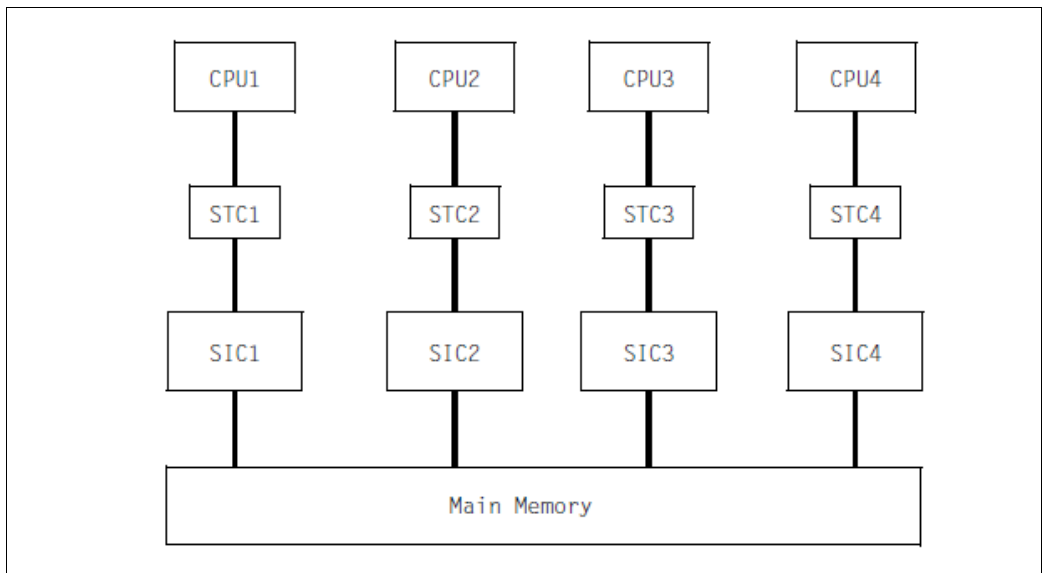 CPU1 CPU2 CPU3 CPU4
STC1 STC2 STC3 STC4
SIC1 SIC2 SIC3 SIC4
Main Memory